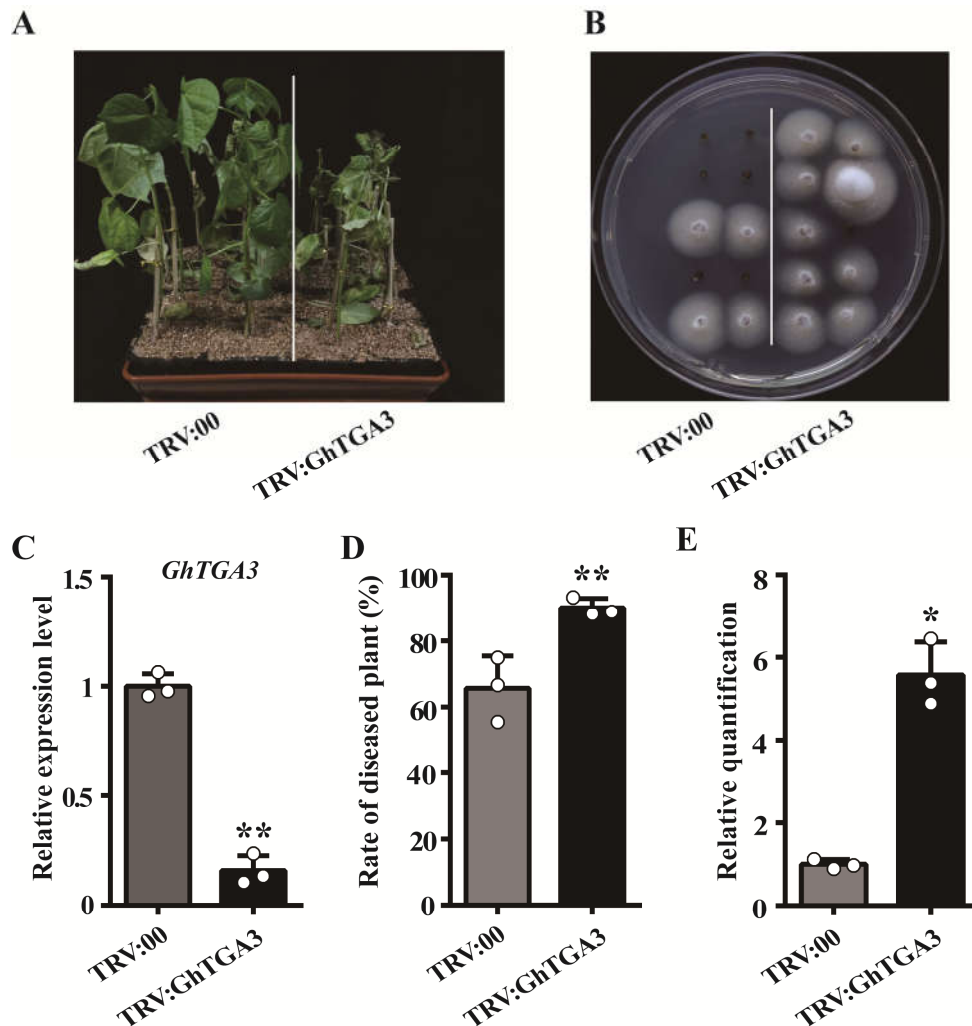 A
B
TRV:00
TRV:GhTGA3
TRV:00
TRV:GhTGA3
C
GhTGA3
Relative expression level
1.5
1
0.5
0
**
TRV:00
TRV:GhTGA3
D
Rate of diseased plant (%)
100
80
60
40
20
0
**
TRV:00
TRV:GhTGA3
E
Relative quantification
8
6
4
2
0
*
TRV:00
TRV:GhTGA3